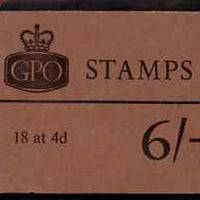 GPO STAMPS
18 at 4d 6/-